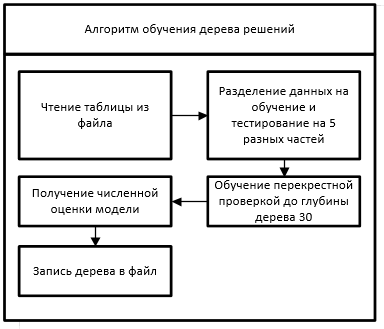 Алгоритм обучения дерева решений
Чтение таблицы из
файла
Разделение данных на
обучение и
тестирование на 5
разных частей
Обучение перекрестной
проверкой до глубины
дерева 30
Получение численной
оценки модели
Запись дерева в файл